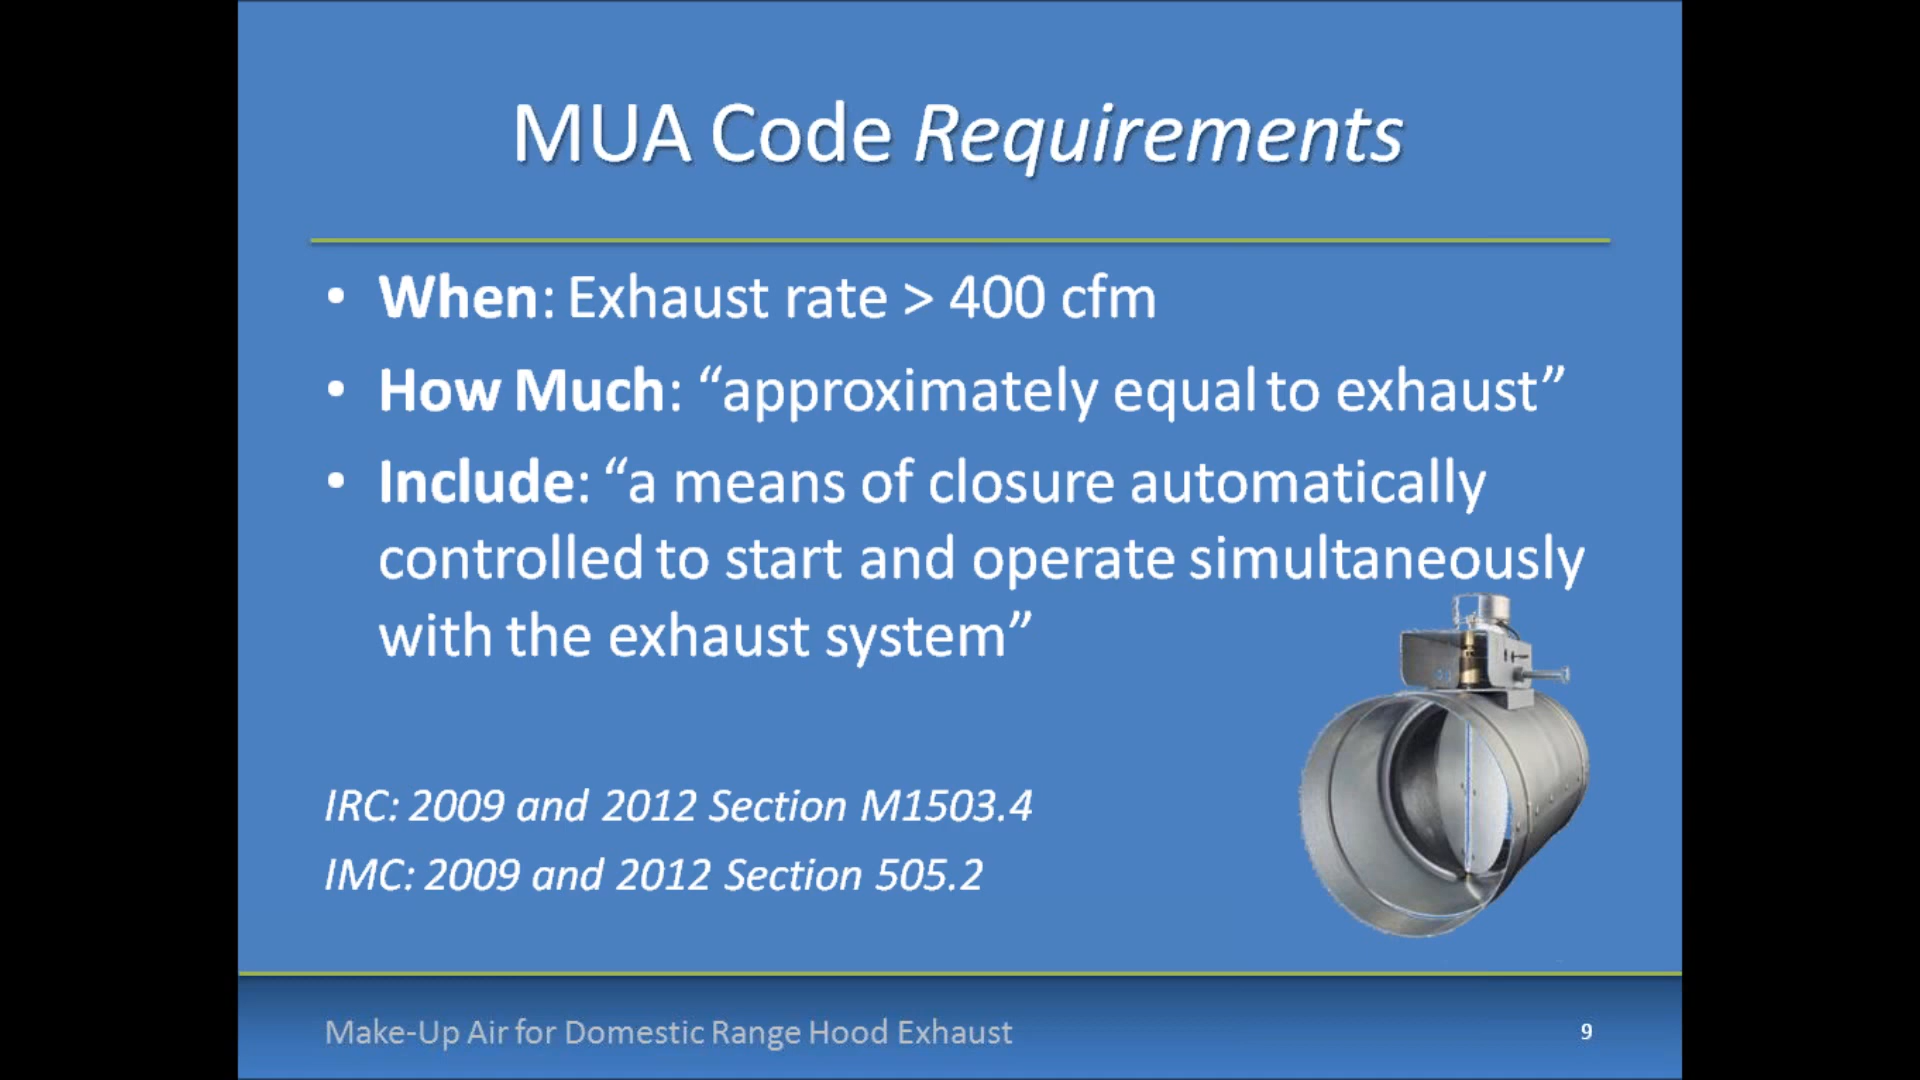 MUA Code Requirements
• When: Exhaust rate > 400 cfm
• How Much: “approximately equal to exhaust”
• Include: “a means of closure automatically
controlled to start and operate simultaneously
with the exhaust system”
IRC: 2009 and 2012 Section M1503.4
IMC: 2009 and 2012 Section 505.2
Make-Up Air for Domestic Range Hood Exhaust
9